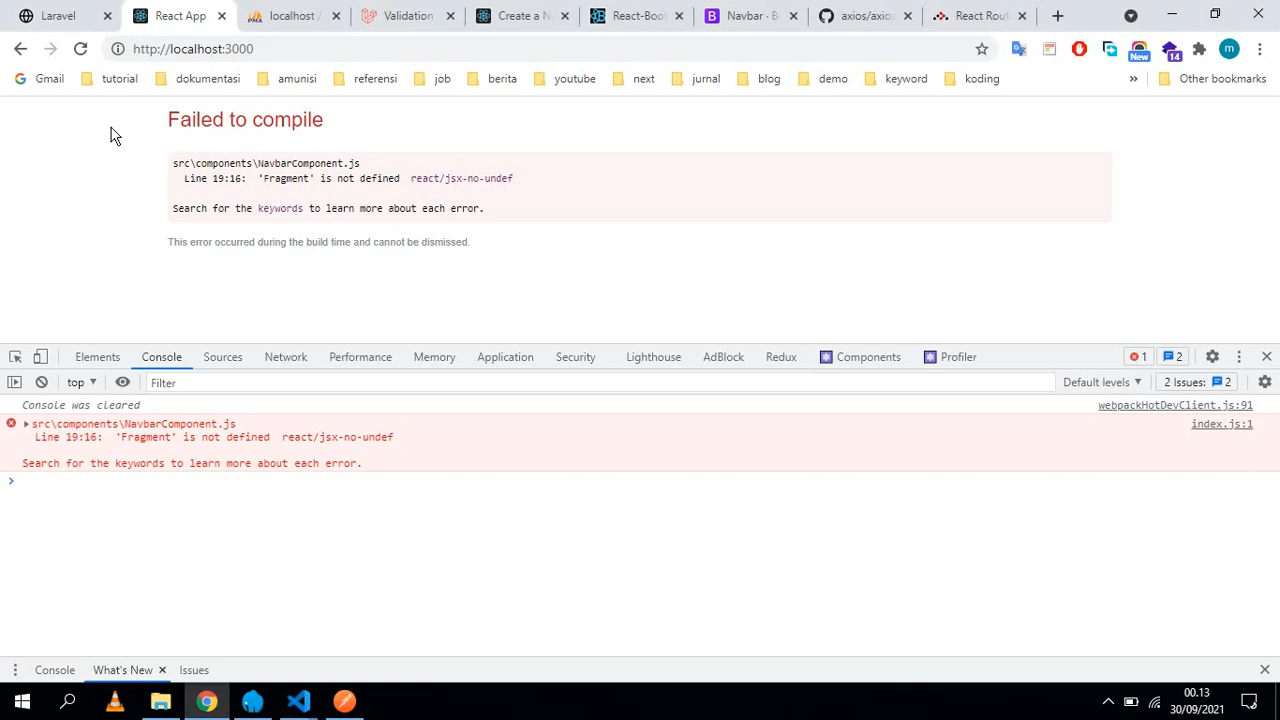 Laravel
React App
localhost /
Validation
Create a N
React-Boo
Navbar · B
axios/axios
React Rout
http://localhost:3000
New
14
m
Gmail
tutorial
dokumentasi
amunisi
referensi
job
berita
youtube
next
jurnal
blog
demo
keyword
koding
»
Other bookmarks
Failed to compile
src\components\NavbarComponent.js
Line 19:16: 'Fragment' is not defined react/jsx-no-undef
Search for the keywords to learn more about each error.
This error occurred during the build time and cannot be dismissed.
Elements
Console
Sources
Network
Performance
Memory
Application
Security
Lighthouse
AdBlock
Redux
Components
Profiler
1
2
top
Filter
Default levels
2 Issues:
2
Console was cleared
webpackHotDevClient.js:91
src\components\NavbarComponent.js
index.js:1
Line 19:16: 'Fragment' is not defined react/jsx-no-undef
Search for the keywords to learn more about each error.
Console
What's New
Issues
00.13
30/09/2021